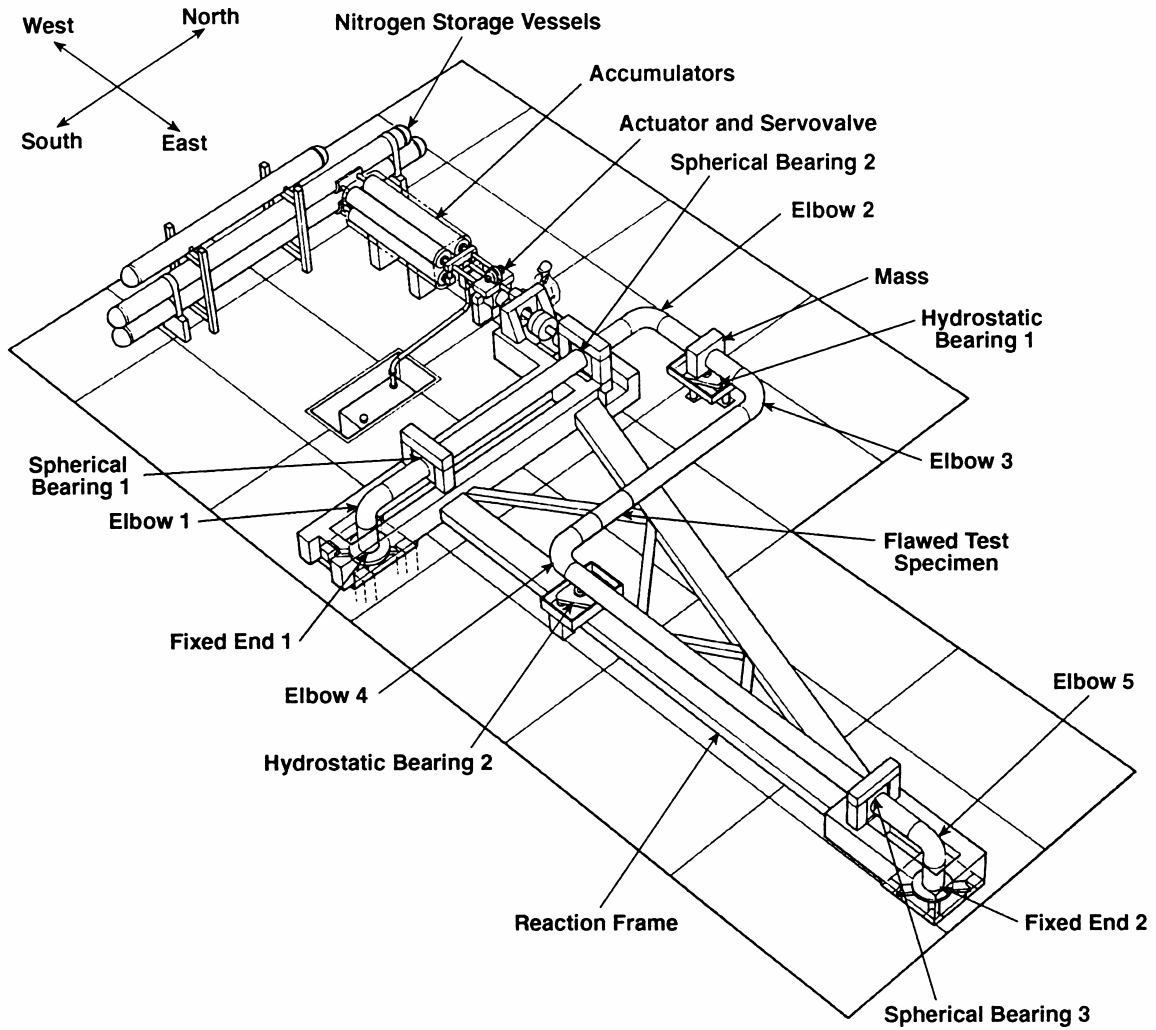 North
West
Nitrogen Storage Vessels
Accumulators
South
East
Actuator and Servovalve
Spherical Bearing 2
Elbow 2
Mass
Hydrostatic
Bearing 1
Spherical
Bearing 1
Elbow 3
Elbow 1
Flawed Test
Specimen
Fixed End 1
Elbow 4
Elbow 5
Hydrostatic Bearing 2
Reaction Frame
Fixed End 2
Spherical Bearing 3